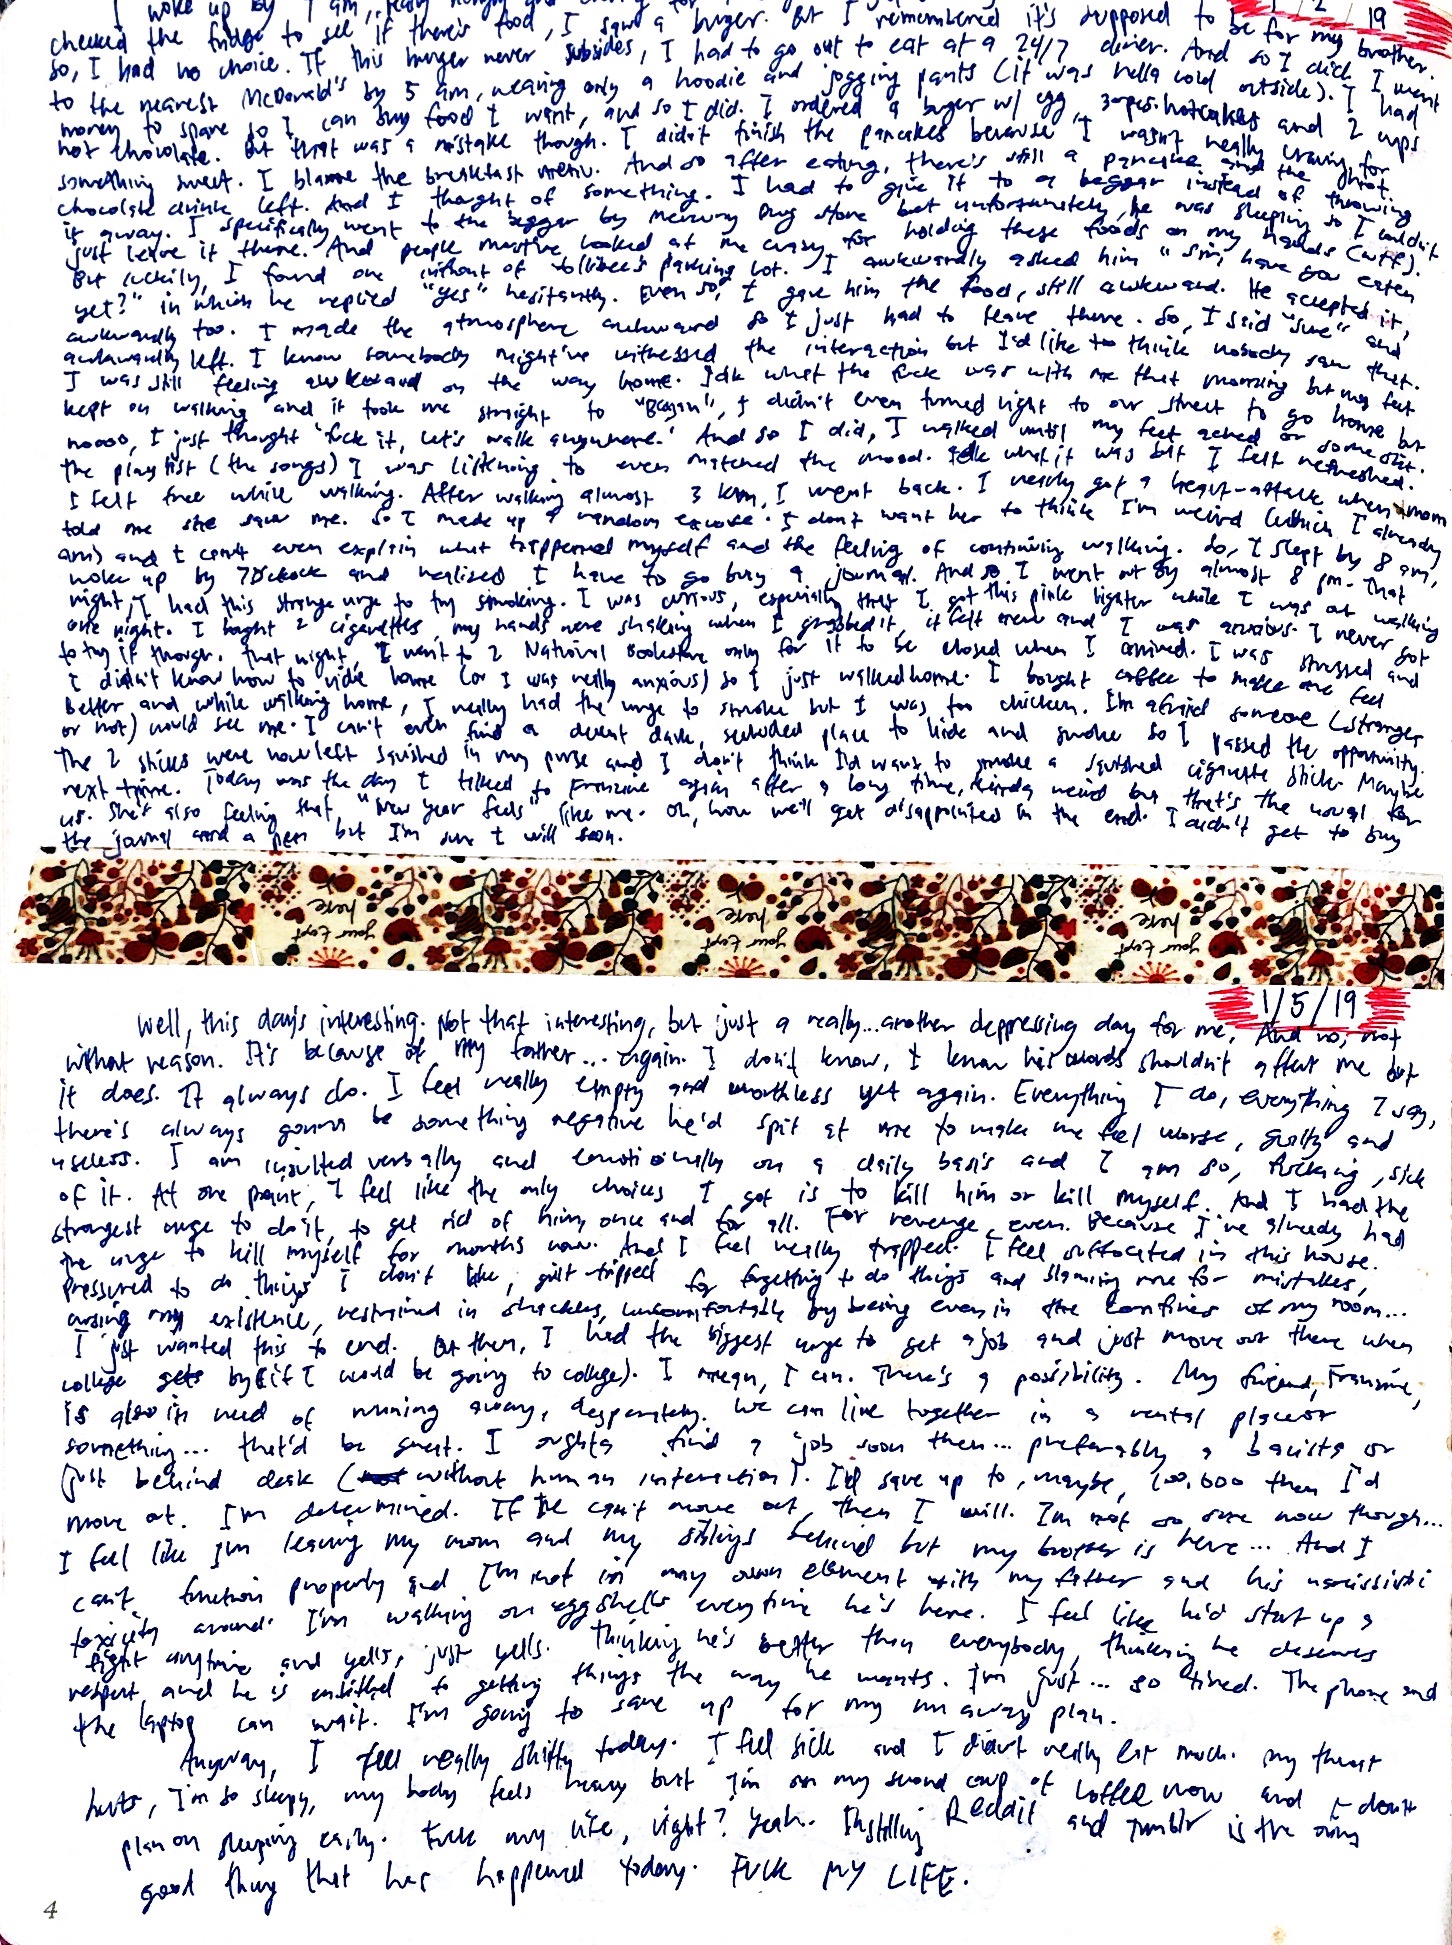 1 2 19
I woke up by 4 am, really hungry and craving for
checked the fridge to see if there's food, I saw a burger. But I remembered it's supposed to be for my brother.
so, I had no choice. If this hunger never subsides, I had to go out to eat at a 24/7 diner. And so I did. I went
to the nearest McDonald's by 5 am, wearing only a hoodie and jogging pants (it was hella cold outside). I had
money to spare so I can buy food I want, and so I did. I ordered a burger w/ egg, 3 pcs. hotcakes and 2 cups
hot chocolate. But that was a mistake though. I didn't finish the pancakes because I wasn't really craving for
something sweet. I blame the breakfast menu. And so after eating, there's still a pancake and the hot
chocolate drink left. And I thought of something. I had to give it to a beggar instead of throwing
it away. I specifically went to the beggar by Mercury Drug store but unfortunately, he was sleeping so I couldn't
just leave it there. And people must've looked at me crazy for holding these foods on my hands (wtf).
But luckily, I found one without of Jollibee's parking lot. I awkwardly asked him "sir, have you eaten
yet?" in which he replied "yes" hesitantly. Even so, I gave him the food, still awkward. He accepted it,
awkwardly too. I made the atmosphere awkward so I just had to leave there. So, I said "sure" and
awkwardly left. I know somebody might've witnessed the interaction but I'd like to think nobody saw that.
I was still feeling awkward on the way home. Idk what the fuck was with me that morning but my feet
kept on walking and it took me straight to "Bayan", I didn't even turned right to our street to go home but
noooo, I just thought "fuck it, let's walk anywhere." And so I did, I walked until my feet ached or some shit.
The playlist (the songs) I was listening to even matched the mood. Idk what it was but I felt refreshed.
I felt free while walking. After walking almost 3 km, I went back. I nearly got a heart-attack when mom
told me she saw me. So I made up a random excuse. I don't want her to think I'm weird (which I already
am) and I can't even explain what happened myself and the feeling of continuing walking. So, I slept by 8 am,
woke up by 7 o'clock and realized I have to go buy a journal. And so I went out by almost 8 pm. That
night, I had this strange urge to try smoking. I was curious, especially that I got this pink lighter while I was out walking
one night. I bought 2 cigarettes, my hands were shaking when I grabbed it, it felt new and I was anxious. I never got
to try it though. That night, I went to 2 National Bookstore only for it to be closed when I arrived. I was stressed and
I didn't know how to ride home (or I was really anxious) so I just walked home. I bought coffee to make me feel
better and while walking home, I really had the urge to smoke but I was too chicken. I'm afraid someone (stranger
or not) would see me. I can't even find a decent dark, secluded place to hide and smoke so I passed the opportunity.
The 2 sticks were now left squished in my purse and I don't think I'd want to smoke a squished cigarette stick. Maybe
next time. Today was the day I talked to Francine again after a long time, kinda weird but that's the usual for
us. She's also feeling that "New Year feels" like me. Oh, how we'll get disappointed in the end. I didn't get to buy
the journal and a pen but I'm sure I will soon.
your text here your text here your text here
1/5/19
Well, this day's interesting. Not that interesting, but just a really... another depressing day for me. And no, not
without reason. It's because of my father... again. I don't know, I know his words shouldn't affect me but
it does. It always do. I feel really empty and worthless yet again. Everything I do, everything I say,
there's always gonna be something negative he'd spit at me to make me feel worse, guilty and
useless. I am insulted verbally and emotionally on a daily basis and I am so, fucking, sick
of it. At one point, I feel like the only choices I got is to kill him or kill myself. And I had the
strongest urge to do it, to get rid of him, once and for all. For revenge, even. Because I've already had
the urge to kill myself for months now. And I feel really trapped. I feel suffocated in this house.
Pressured to do things I don't like, guilt-tripped for forgetting to do things and slaming me for mistakes,
cursing my existence, restrained in shackles, uncomfortable by being even in the confines of my room...
I just wanted this to end. But then, I had the biggest urge to get a job and just move out there when
college gets by (if I would be going to college). I mean, I can. There's a possibility. My friend, Francine,
is also in need of running away, desperately. We can live together in a rental place or
something... that'd be great. I oughta find a job soon then... preferably a barista or
just behind desk (without human interaction). I'd save up to, maybe, 100,000 then I'd
move out. I'm determined. If he can't move out, then I will. I'm not so sure now though...
I feel like I'm leaving my mom and my siblings behind but my brother is here... And I
can't function properly and I'm not in my own element with my father and his narcissistic
toxicity around. I'm walking on eggshells everytime he's here. I feel like he'd start up a
fight anytime and yells, just yells. Thinking he's better than everybody, thinking he deserves
respect and he is entitled to getting things the way he wants. I'm just... so tired. The phone and
the laptop can wait. I'm going to save up for my run away plan.
Anyway, I feel really shitty today. I feel sick and I didn't really eat much. My throat
hurts, I'm so sleepy, my body feels heavy but I'm on my second cup of coffee now and I don't
plan on sleeping early. Fuck my life, right? Yeah. Installing Reddit and Tumblr is the only
good thing that has happened today. FUCK MY LIFE.
4